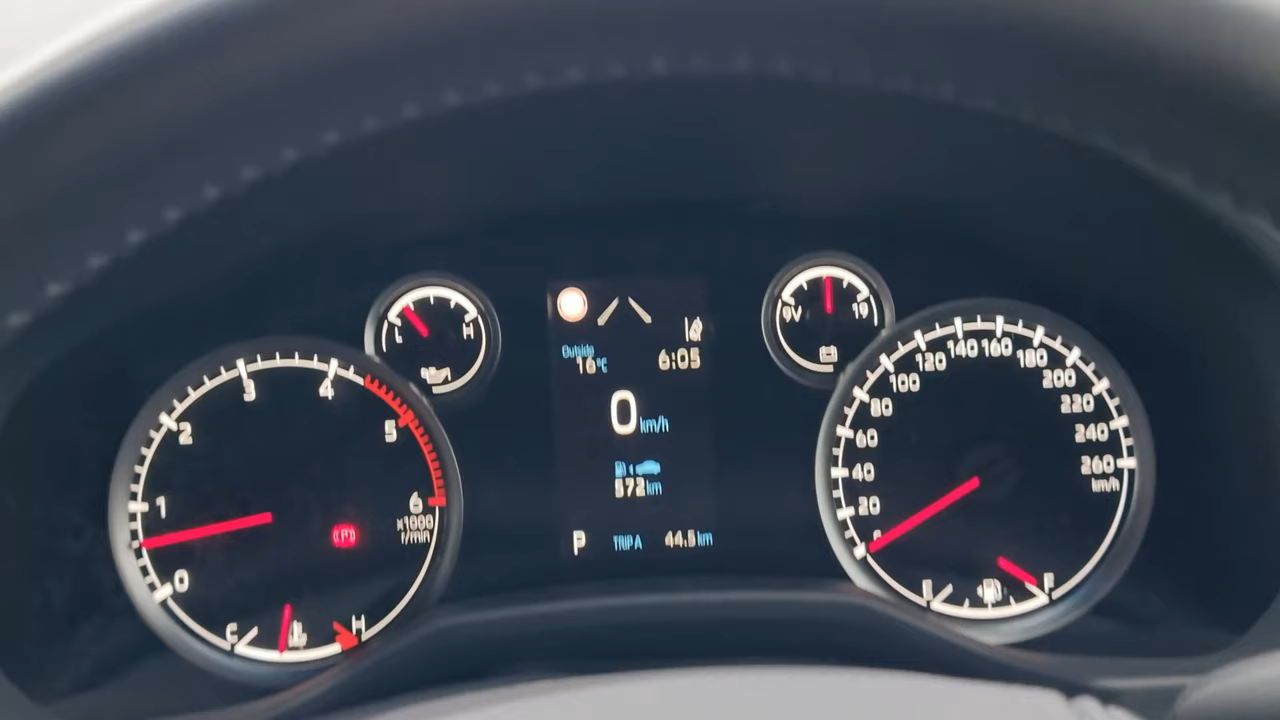 L H
9V 19
Outside
16°C 6:05
0 km/h
572 km
P TRIP A 44.5 km
0 1 2 3 4 5 6
x1000
r/min
(P)
C H
20 40 60 80 100 120 140 160 180 200 220 240 260
km/h
E F